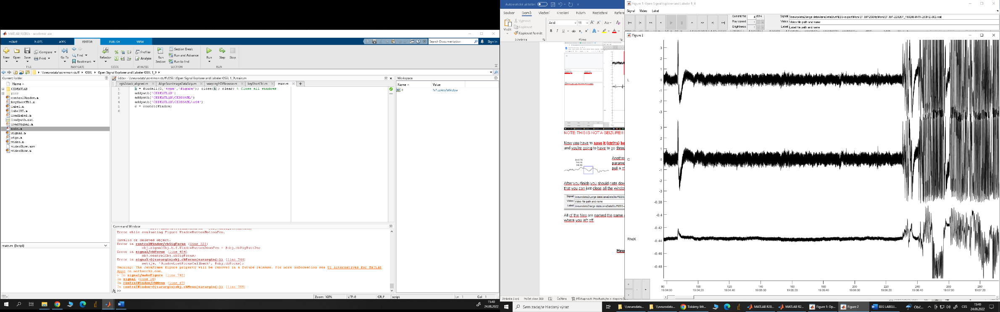 MATLAB R2022a - academic use
HOME PLOTS APPS EDITOR PUBLISH VIEW
Search Documentation Sign In
New Open Save Compare Print Go To Find Bookmark Refactor Profiler Analyze Run Section Section Break Run and Advance Run to End Run Step Stop
FILE NAVIGATE CODE ANALYZE SECTION RUN
\\neurodata\common stuff ▸ OSEL ▸ Open Signal Explorer and Labeler OSEL 1_9 ▸
Current Folder
Name
CEDMATLAB
pics
controlWindow.m
keyShortTbl.m
label.m
labelUI.m
loadLabel.m
loadpath.mat
loadSignal.m
main.m
signal.m
stgs.m
video.m
videoShow.asv
videoShow.m
main.m (Script)
Editor - \\neurodata\common stuff\OSEL\Open Signal Explorer and Labeler OSEL 1_9\main.m
rgbZstack_aligned.m AlignScanImageDataSaly.m warpingFOVBrowse.m keyShortTbl.m main.m
1 h = findall(0,'type','figure'); close(h); clear; % Close all windows
2 addpath('CEDMATLAB')
3 addpath('CEDMATLAB\CEDS64ML')
4 addpath('CEDMATLAB\CEDS64ML\x64')
5 c = controlWindow;
6
Workspace
Name Value
c 1x1 controlWindow
Command Window
Error while evaluating Figure WindowButtonMotionFcn.
Invalid or deleted object.
Error in controlWindow/cbSigFocus (line 323)
obj.signalObj.h.f.WindowButtonDownFcn = @obj.cbSigButtDn;
Error in signal/cbFocus (line 454)
obj.controlObj.cbSigFocus;
Error in signal>@(varargin)obj.cbFocus(varargin{:}) (line 744)
set(jw, 'WindowLostFocusCallback', @obj.cbFocus);
Warning: The JavaFrame figure property will be removed in a future release. For more information see UI Alternatives for MATLAB
Apps on mathworks.com.
> In signal/makeFigure (line 741)
In signal (line 20)
In controlWindow/cbMenu (line 67)
In controlWindow>@(varargin)obj.cbMenu(varargin{:}) (line 785)
fx >>
Zoom: 100% UTF-8 CRLF script Ln 1 Col 1
15:40
24.08.2022
Automatické ukládání
Soubor Domů Vložení Kreslení Návrh Rozložení Refere
Vložit Vyjmout Kopírovat Kopírovat formát
Arial 11
Schránka Písmo
NOTE: THIS IS NOT A SEIZURE!!!
Now you have to save it (ctrl+s) be
and you're going to have to go throu
Another
parame
pull a m
After you finish you should note dow
that you can just close all the window
Signal: \\neurodata2\Large data\JanaDataStuff\EEG-
Video: Video file path and name
Label: \\neurodata2\large data\JanaDataStuff\EEG-
All of the files are named the same
where you left off.
How
Stránka 5 z 6 Počet slov: 588 Čeština Přístupnost: Prostudujte si doporuč
Figure 1: Open Signal Explorer and Labeler 1_8
Signal Video Label
|<< |< << < |> || > >> >| >>|
Current file: 4 /514
Play speed 1
Brightness: 1
Signal: \\neurodata2\large data\JanaDataStuff\EEG-export\Moni ET 397\250Hz\Moni ET 397-220207_190240-INTN-250HZ-002.mat
Video: Video file path and name
Label: Label file path and name
Figure 2
3
2
1
0
-1
-2
-3
L
3
2
1
0
-1
-2
-3
C
-0.38
-0.4
-0.42
-0.44
-0.46
-0.48
RhdX
80 100 120 140 160 180 200 220 240 260 280
19:04:00 19:04:20 19:04:40 19:05:00 19:05:20 19:05:40 19:06:00 19:06:20 19:06:40 19:07:00 19:07:20
Sem zadejte hledaný výraz
\\neurodata... \\neurodata... Tiskárny štít... MATLAB R20... MATLAB R2... Figure 1: Op... Figure 2 EEG LABELI... Obč... CES
15:40
24.08.2022